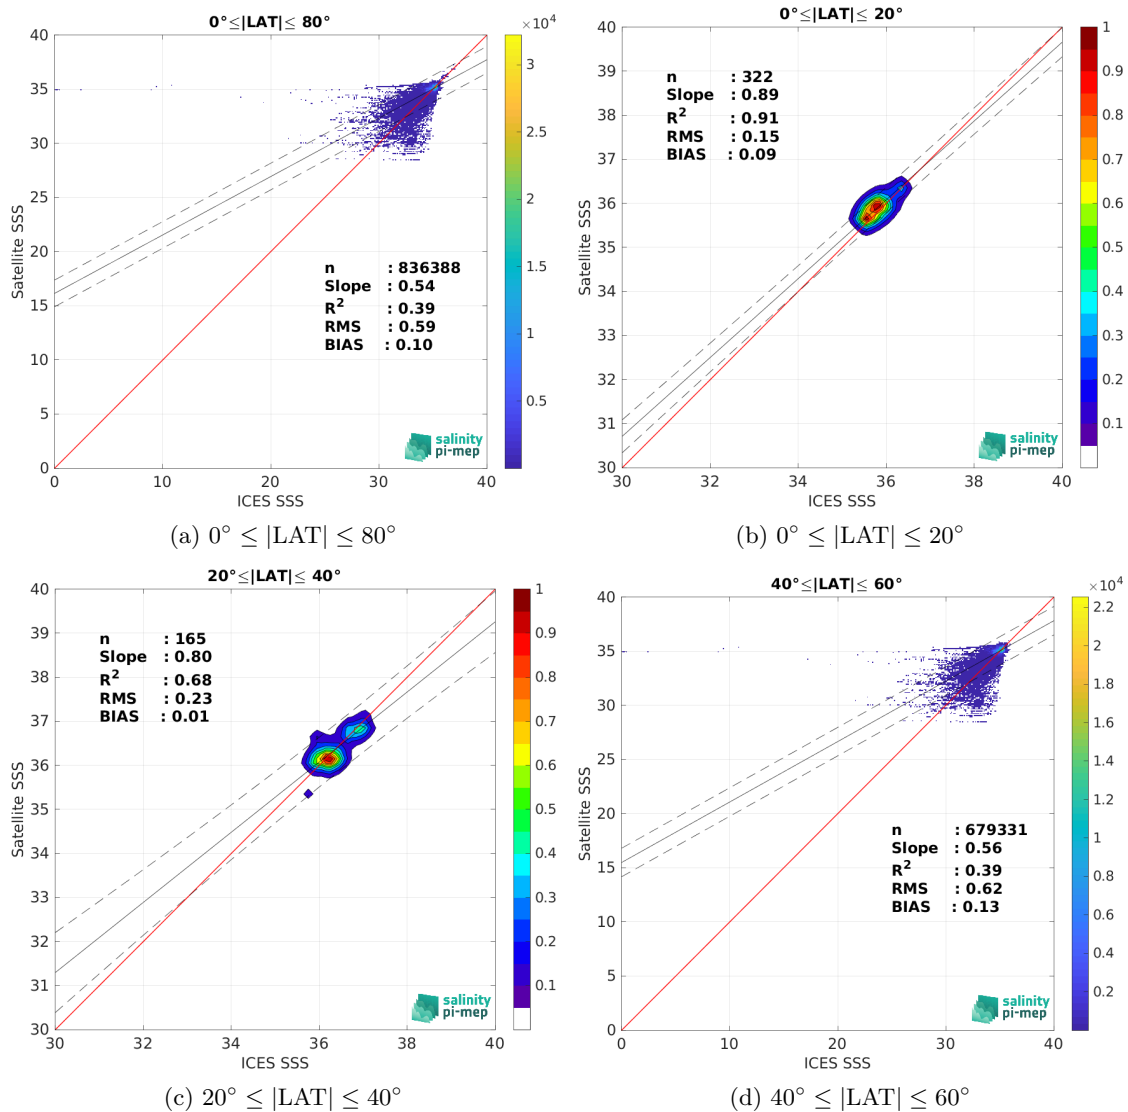 0°≤|LAT|≤ 80°
×10⁴
40
35
30
25
20
15
10
5
0
0
10
20
30
40
Satellite SSS
ICES SSS
n : 836388
Slope : 0.54
R² : 0.39
RMS : 0.59
BIAS : 0.10
3
2.5
2
1.5
1
0.5
salinity
pi-mep
(a) 0° ≤ |LAT| ≤ 80°
0°≤|LAT|≤ 20°
40
39
38
37
36
35
34
33
32
31
30
30
32
34
36
38
40
Satellite SSS
ICES SSS
n : 322
Slope : 0.89
R² : 0.91
RMS : 0.15
BIAS : 0.09
1
0.9
0.8
0.7
0.6
0.5
0.4
0.3
0.2
0.1
salinity
pi-mep
(b) 0° ≤ |LAT| ≤ 20°
20°≤|LAT|≤ 40°
40
39
38
37
36
35
34
33
32
31
30
30
32
34
36
38
40
Satellite SSS
ICES SSS
n : 165
Slope : 0.80
R² : 0.68
RMS : 0.23
BIAS : 0.01
1
0.9
0.8
0.7
0.6
0.5
0.4
0.3
0.2
0.1
salinity
pi-mep
(c) 20° ≤ |LAT| ≤ 40°
40°≤|LAT|≤ 60°
×10⁴
40
35
30
25
20
15
10
5
0
0
10
20
30
40
Satellite SSS
ICES SSS
n : 679331
Slope : 0.56
R² : 0.39
RMS : 0.62
BIAS : 0.13
2.2
2
1.8
1.6
1.4
1.2
1
0.8
0.6
0.4
0.2
salinity
pi-mep
(d) 40° ≤ |LAT| ≤ 60°